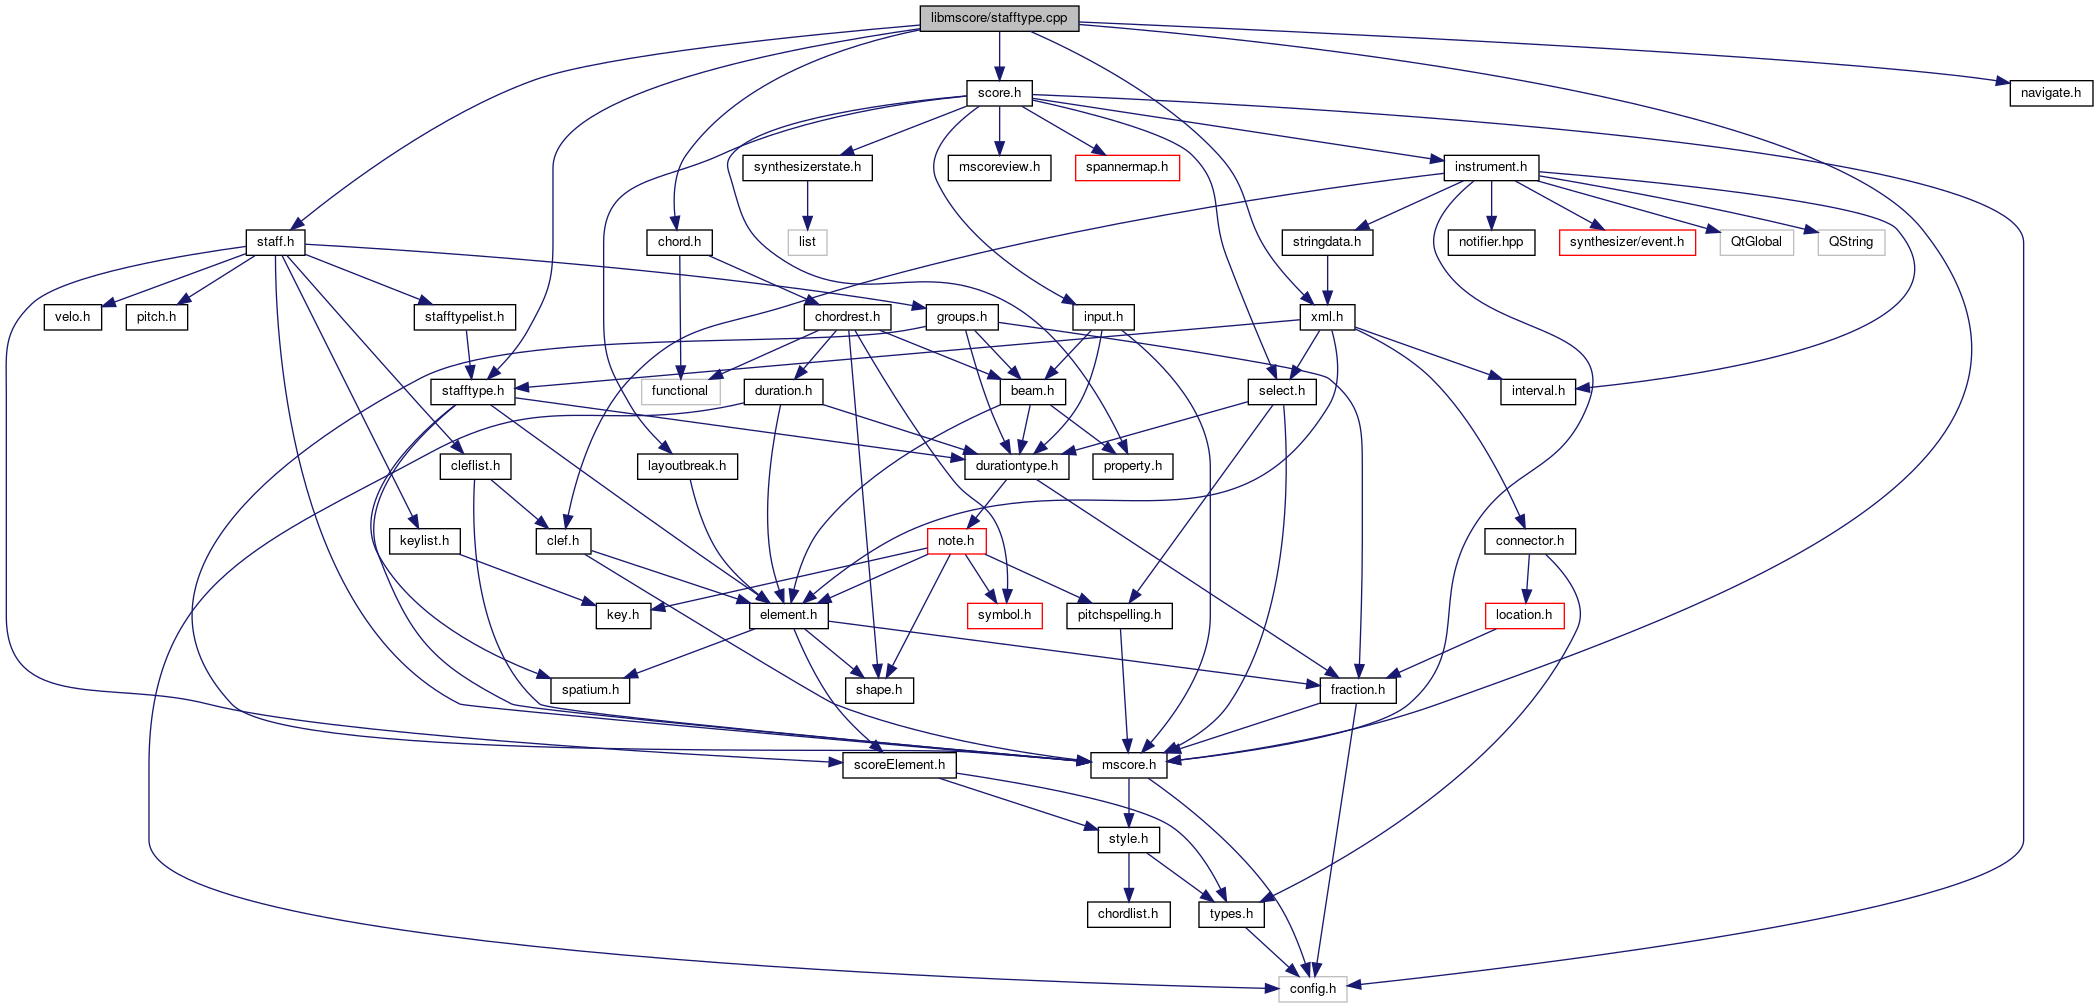 libmscore/stafftype.cpp
score.h
navigate.h
synthesizerstate.h
mscoreview.h
spannermap.h
instrument.h
staff.h
chord.h
list
stringdata.h
notifier.hpp
synthesizer/event.h
QtGlobal
QString
velo.h
pitch.h
stafftypelist.h
chordrest.h
groups.h
input.h
xml.h
stafftype.h
functional
duration.h
beam.h
select.h
interval.h
cleflist.h
layoutbreak.h
durationtype.h
property.h
keylist.h
clef.h
note.h
connector.h
key.h
element.h
symbol.h
pitchspelling.h
location.h
spatium.h
shape.h
fraction.h
scoreElement.h
mscore.h
style.h
chordlist.h
types.h
config.h